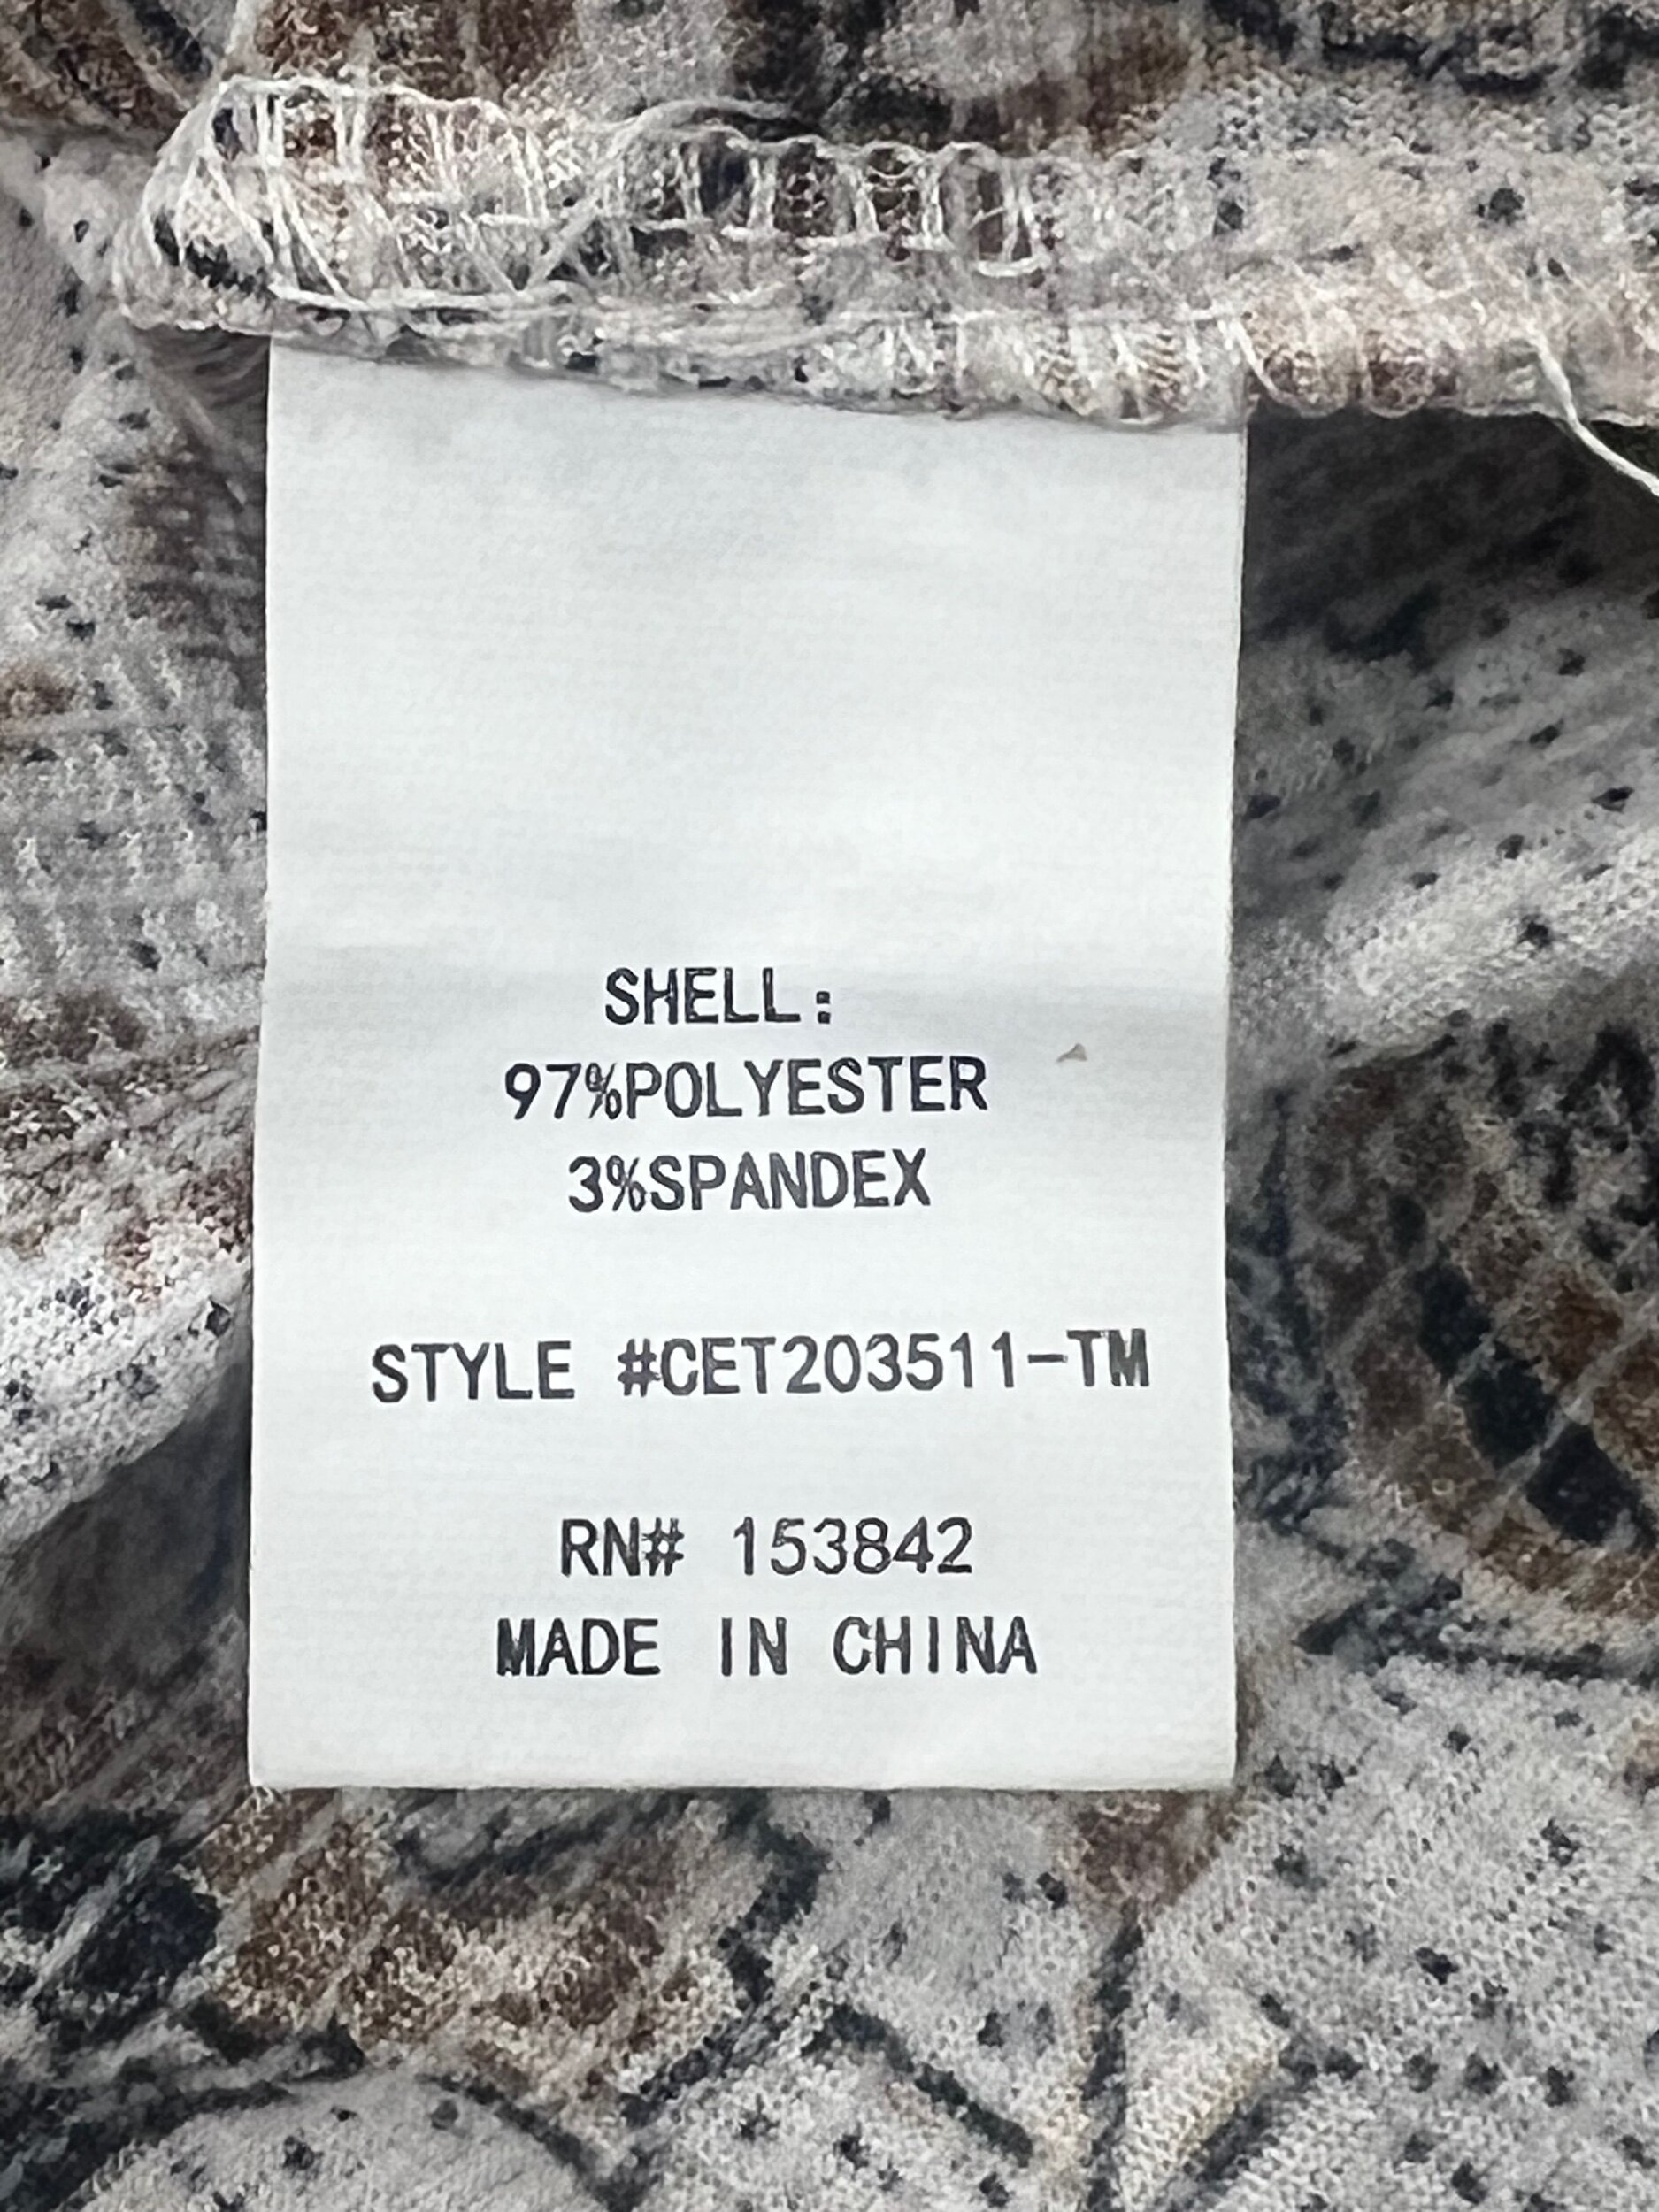 SHELL:
97%POLYESTER
3%SPANDEX
STYLE #CET203511-TM
RN# 153842
MADE IN CHINA